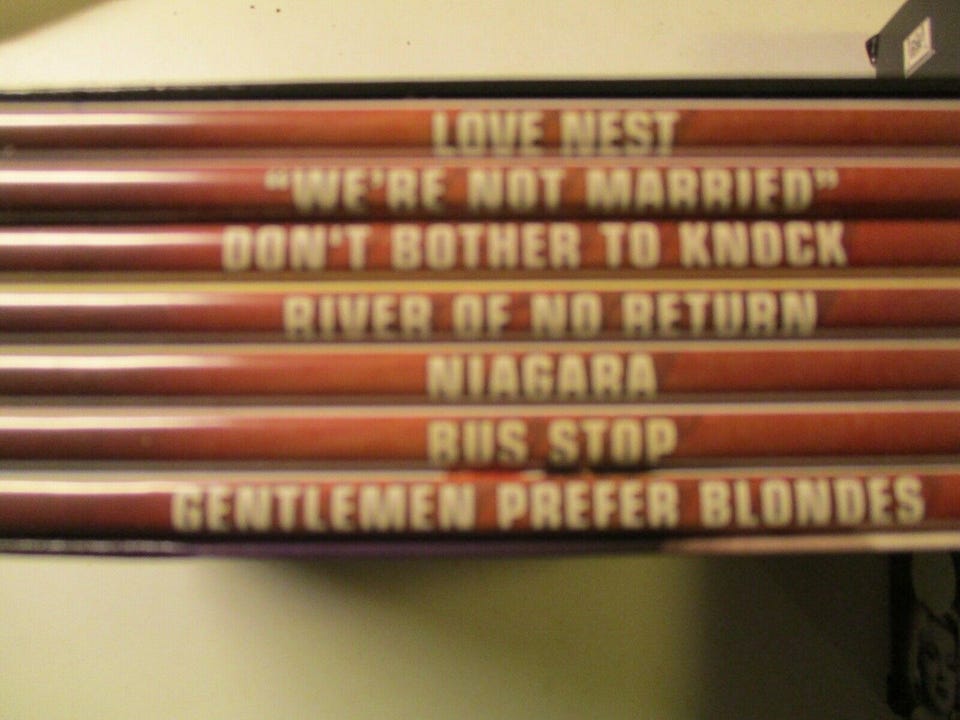 LOVE NEST
"WE'RE NOT MARRIED"
DON'T BOTHER TO KNOCK
RIVER OF NO RETURN
NIAGARA
BUS STOP
GENTLEMEN PREFER BLONDES